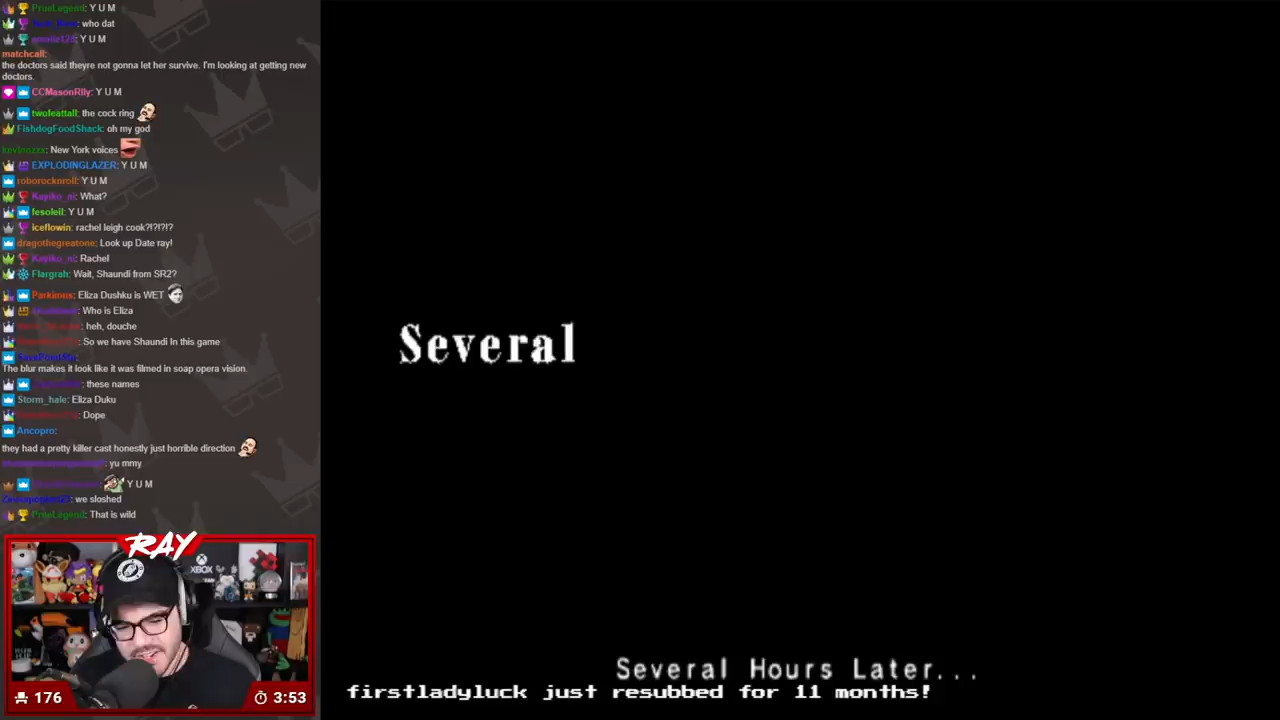 PrueLegend: Y U M
who dat
Y U M
matchcall:
the doctors said theyre not gonna let her survive. I'm looking at getting new
doctors.
CCMasonRlly: Y U M
twofeattall: the cock ring
FishdogFoodShack: oh my god
New York voices
EXPLODINGLAZER: Y U M
roborocknroll: Y U M
Kayiko_ni: What?
fesoleil: Y U M
iceflowin: rachel leigh cook?!?!?!?
dragothegreatone: Look up Date ray!
Kayiko_ni: Rachel
Flargrah: Wait, Shaundi from SR2?
Parkimus: Eliza Dushku is WET
Who is Eliza
heh, douche
So we have Shaundi In this game
The blur makes it look like it was filmed in soap opera vision.
these names
Storm_hale: Eliza Duku
Dope
Ancopro:
they had a pretty killer cast honestly just horrible direction
yu mmy
Y U M
we sloshed
PrueLegend: That is wild
RAY
XBOX
176
3:53
Several
Several Hours Later...
firstladyluck just resubbed for 11 months!